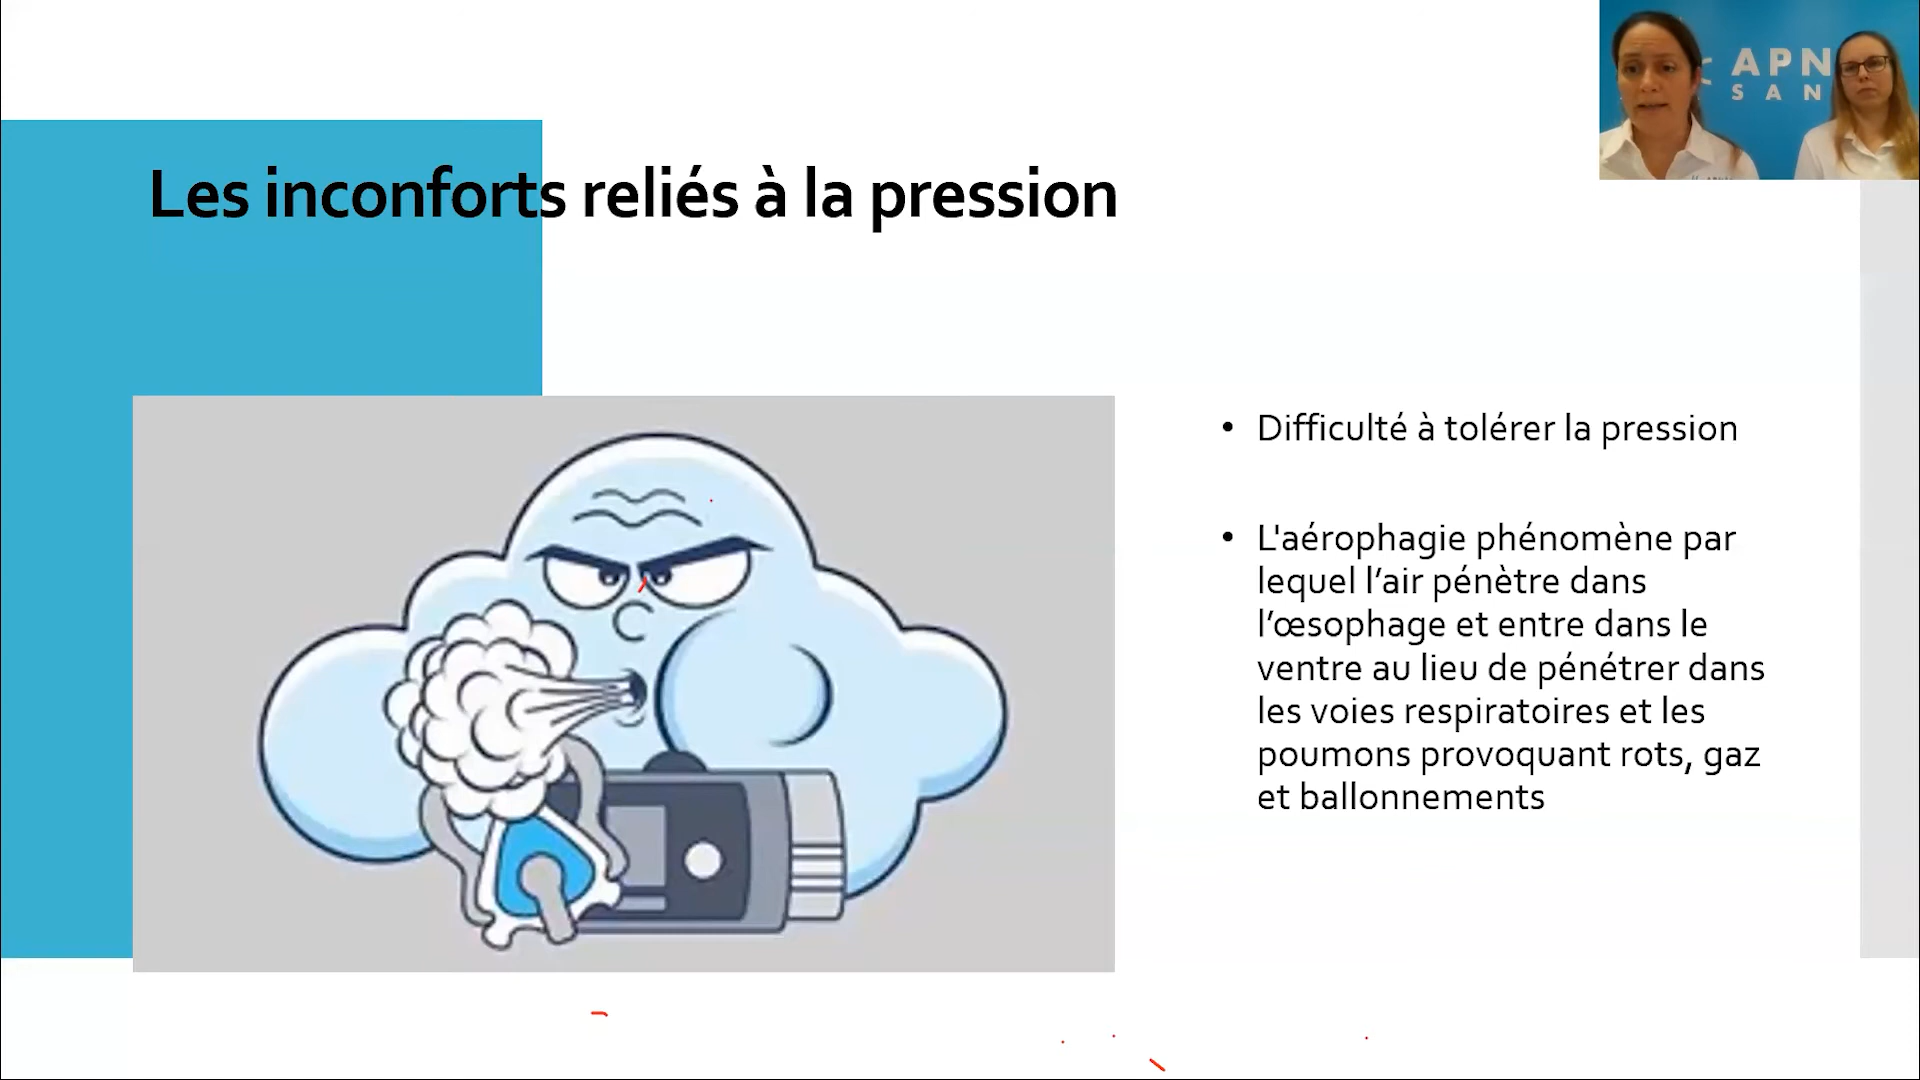 APN
SAN
Les inconforts reliés à la pression
• Difficulté à tolérer la pression
• L'aérophagie phénomène par
lequel l’air pénètre dans
l’œsophage et entre dans le
ventre au lieu de pénétrer dans
les voies respiratoires et les
poumons provoquant rots, gaz
et ballonnements